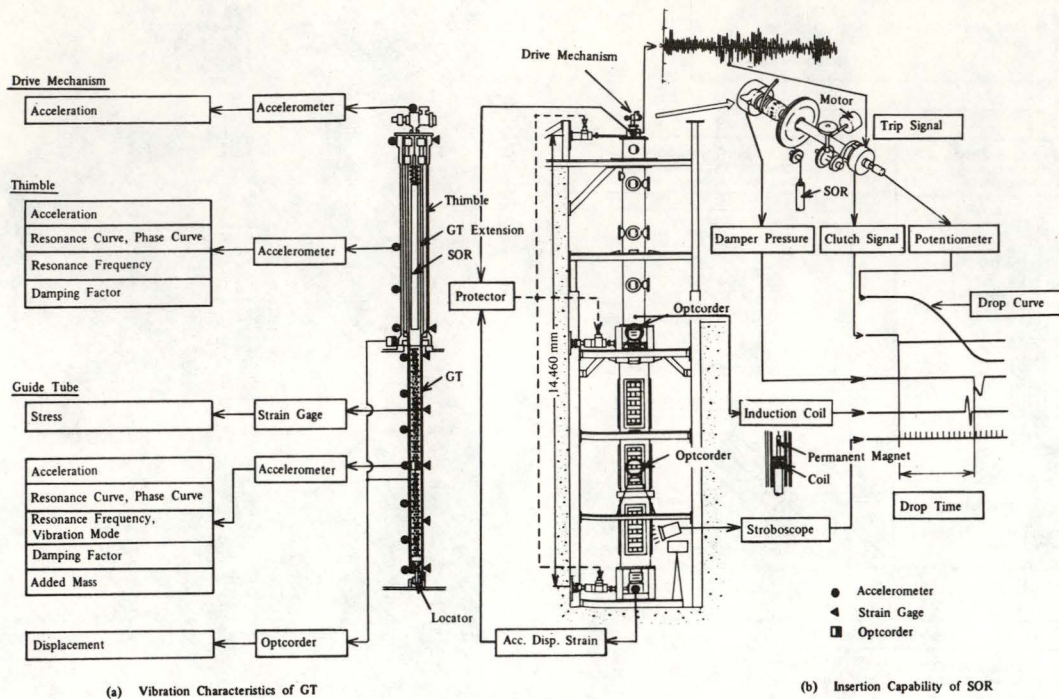 Drive Mechanism
Acceleration
Accelerometer
Thimble
Acceleration
Resonance Curve, Phase Curve
Resonance Frequency
Damping Factor
Accelerometer
Thimble
GT Extension
SOR
Guide Tube
Stress
Strain Gage
GT
Acceleration
Resonance Curve, Phase Curve
Resonance Frequency,
Vibration Mode
Damping Factor
Added Mass
Accelerometer
Locator
Displacement
Optcorder
(a) Vibration Characteristics of GT
Drive Mechanism
Protector
14,460 mm
Optcorder
Optcorder
Acc. Disp. Strain
Motor
Trip Signal
SOR
Damper Pressure
Clutch Signal
Potentiometer
Drop Curve
Induction Coil
Permanent Magnet
Coil
Drop Time
Stroboscope
Accelerometer
Strain Gage
Optcorder
(b) Insertion Capability of SOR